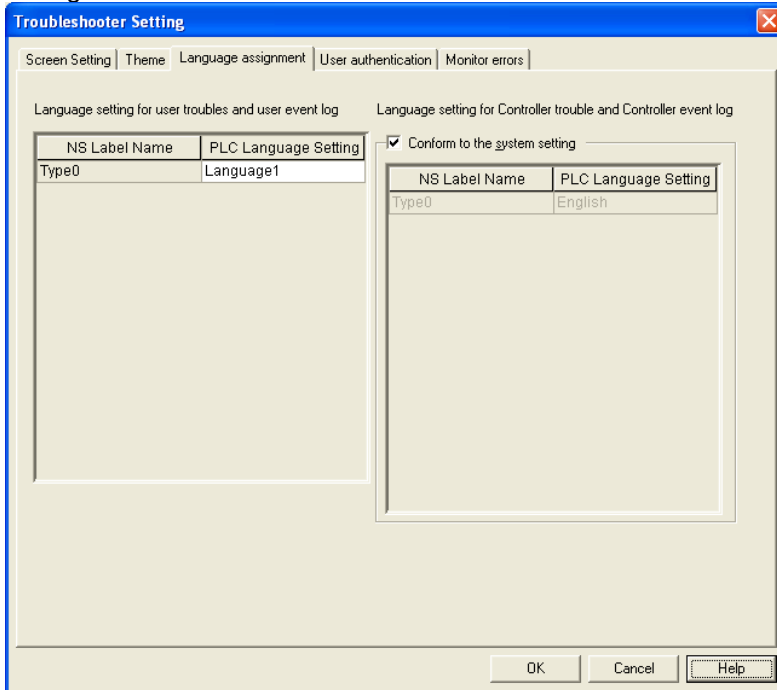 Troubleshooter Setting
Screen Setting Theme Language assignment User authentication Monitor errors
Language setting for user troubles and user event log
NS Label Name PLC Language Setting
Type0 Language1
Language setting for Controller trouble and Controller event log
Conform to the system setting
NS Label Name PLC Language Setting
Type0 English
OK Cancel Help